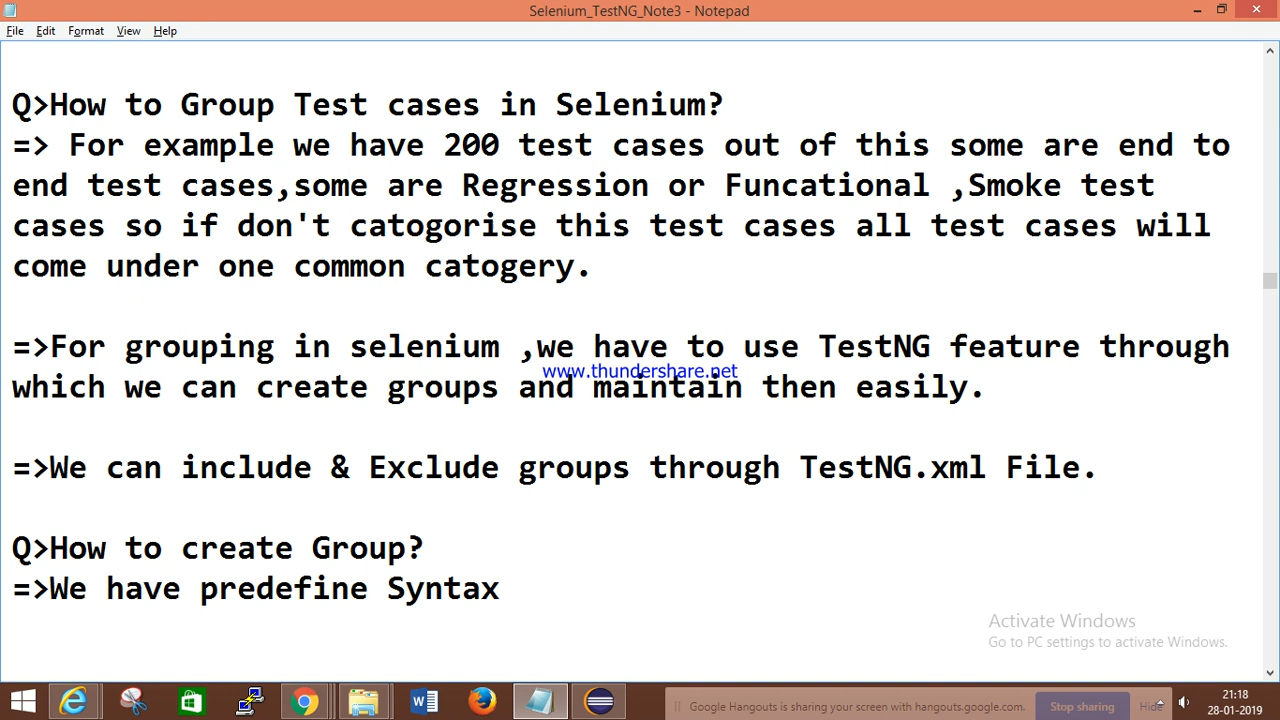 Selenium_TestNG_Note3 - Notepad
File Edit Format View Help
Q>How to Group Test cases in Selenium?
=> For example we have 200 test cases out of this some are end to
end test cases,some are Regression or Funcational ,Smoke test
cases so if don't catogorise this test cases all test cases will
come under one common catogery.
=>For grouping in selenium ,we have to use TestNG feature through
www.thundershare.net
which we can create groups and maintain then easily.
=>We can include & Exclude groups through TestNG.xml File.
Q>How to create Group?
=>We have predefine Syntax
Activate Windows
Go to PC settings to activate Windows.
Google Hangouts is sharing your screen with hangouts.google.com.
Stop sharing
Hide
21:18
28-01-2019